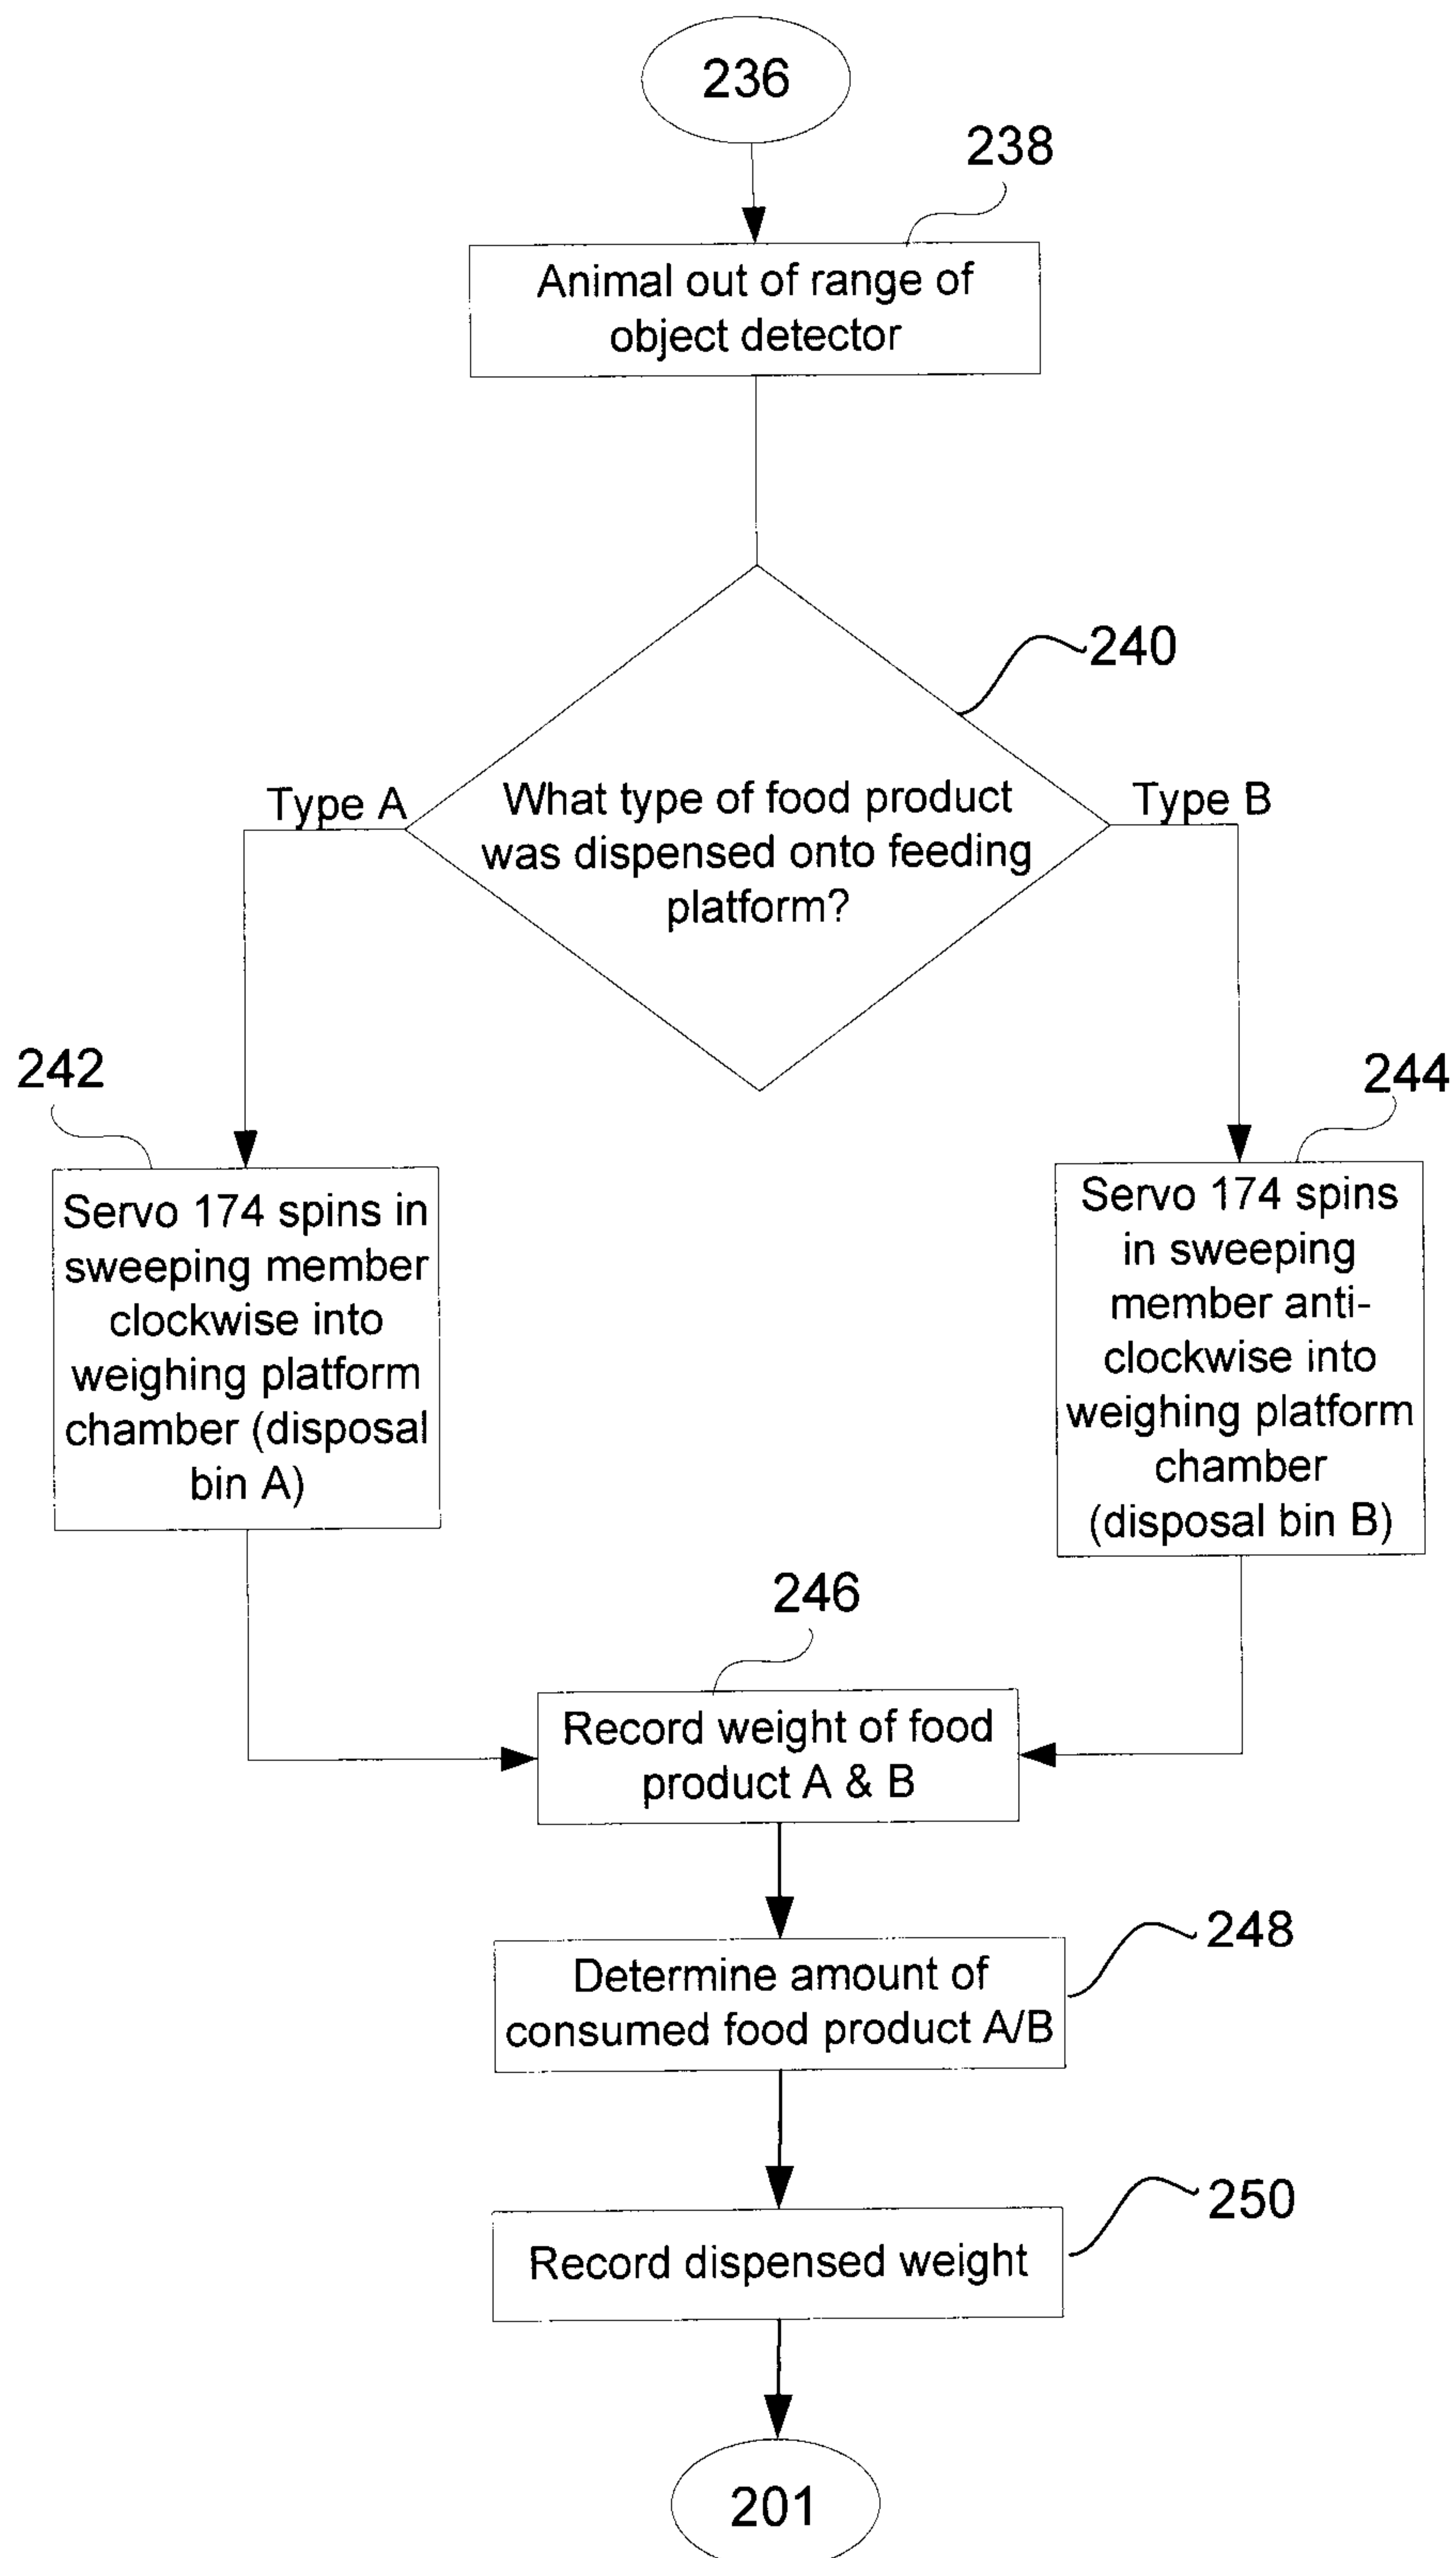 236
238
Animal out of range of
object detector
240
Type A
What type of food product
was dispensed onto feeding
platform?
Type B
242
Servo 174 spins in
sweeping member
clockwise into
weighing platform
chamber (disposal
bin A)
244
Servo 174 spins
in sweeping
member anti-
clockwise into
weighing platform
chamber
(disposal bin B)
246
Record weight of food
product A & B
248
Determine amount of
consumed food product A/B
250
Record dispensed weight
201